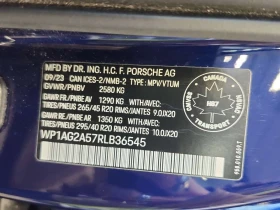 MFD. BY DR. ING. H.C. F. PORSCHE AG
09/23 CAN ICES-2/NMB-2 TYPE: MPV/VTUM
GVWR/PNBV 2580 KG
GA. FR/PNBE AV 1290 KG WITH/AVEC:
TIRES/PNEUS 265/45 R20 RIMS/JANTES 9.0JX20
GA. RR/PNBE AR 1350 KG WITH/AVEC:
TIRES/PNEUS 295/40 R20 RIMS/JANTES 10.0JX20
WP1AG2A57RLB36545
CANADA
TRANSPORT